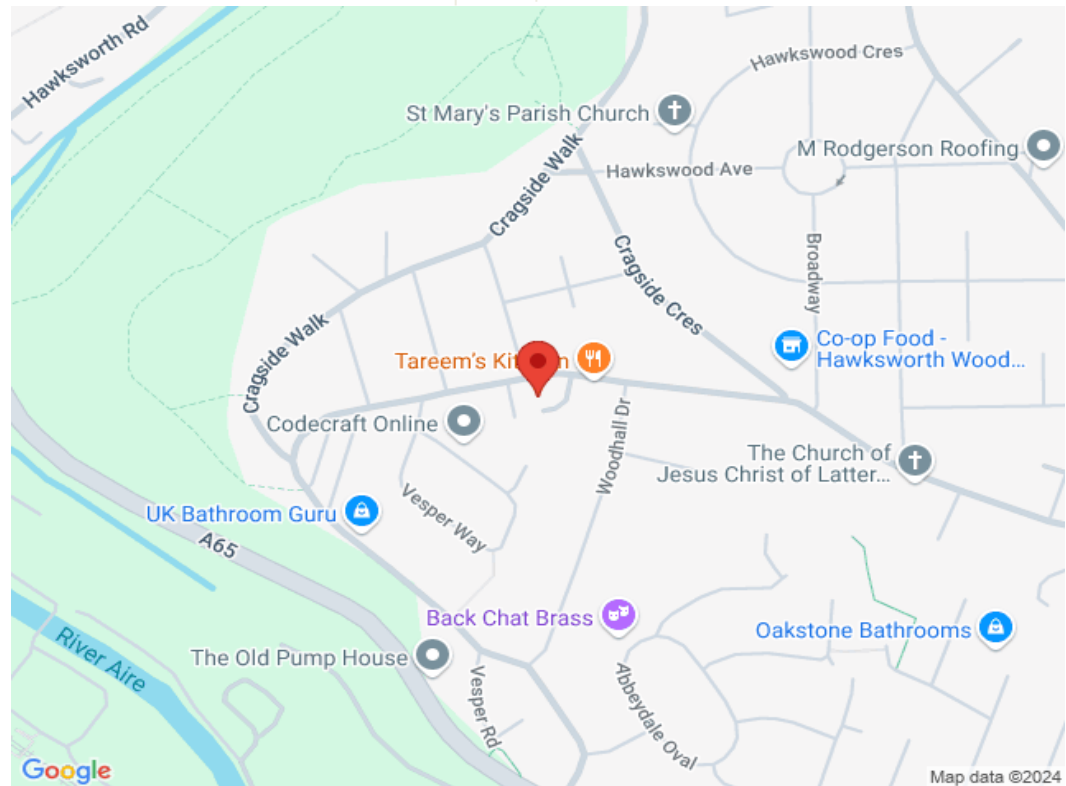 Hawksworth Rd
Hawkswood Cres
St Mary's Parish Church
M Rodgerson Roofing
Hawkswood Ave
Cragside Walk
Cragside Cres
Broadway
Cragside Walk
Co-op Food -
Hawksworth Wood...
Tareem's
Codecraft Online
Woodhall Dr
The Church of
Jesus Christ of Latter...
Vesper Way
UK Bathroom Guru
A65
Back Chat Brass
Oakstone Bathrooms
River Aire
The Old Pump House
Vesper Rd
Abbeydale Oval
Google
Map data ©2024